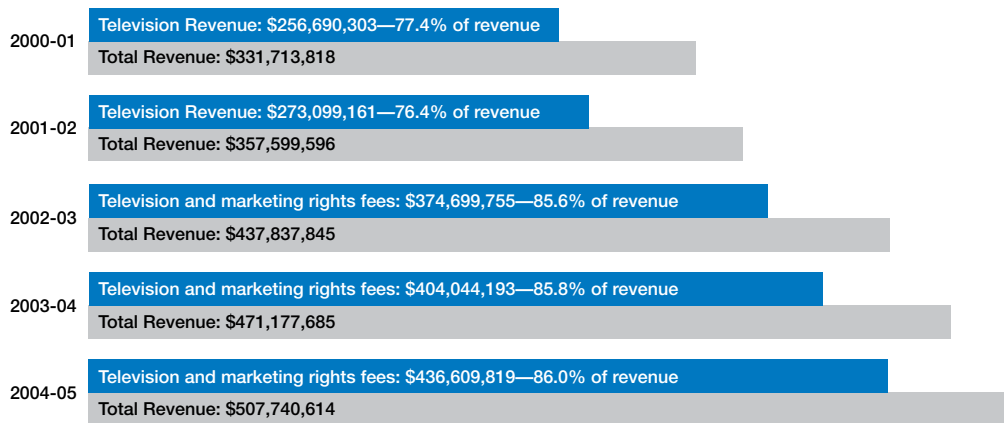 2000-01
Television Revenue: $256,690,303—77.4% of revenue
Total Revenue: $331,713,818
2001-02
Television Revenue: $273,099,161—76.4% of revenue
Total Revenue: $357,599,596
2002-03
Television and marketing rights fees: $374,699,755—85.6% of revenue
Total Revenue: $437,837,845
2003-04
Television and marketing rights fees: $404,044,193—85.8% of revenue
Total Revenue: $471,177,685
2004-05
Television and marketing rights fees: $436,609,819—86.0% of revenue
Total Revenue: $507,740,614